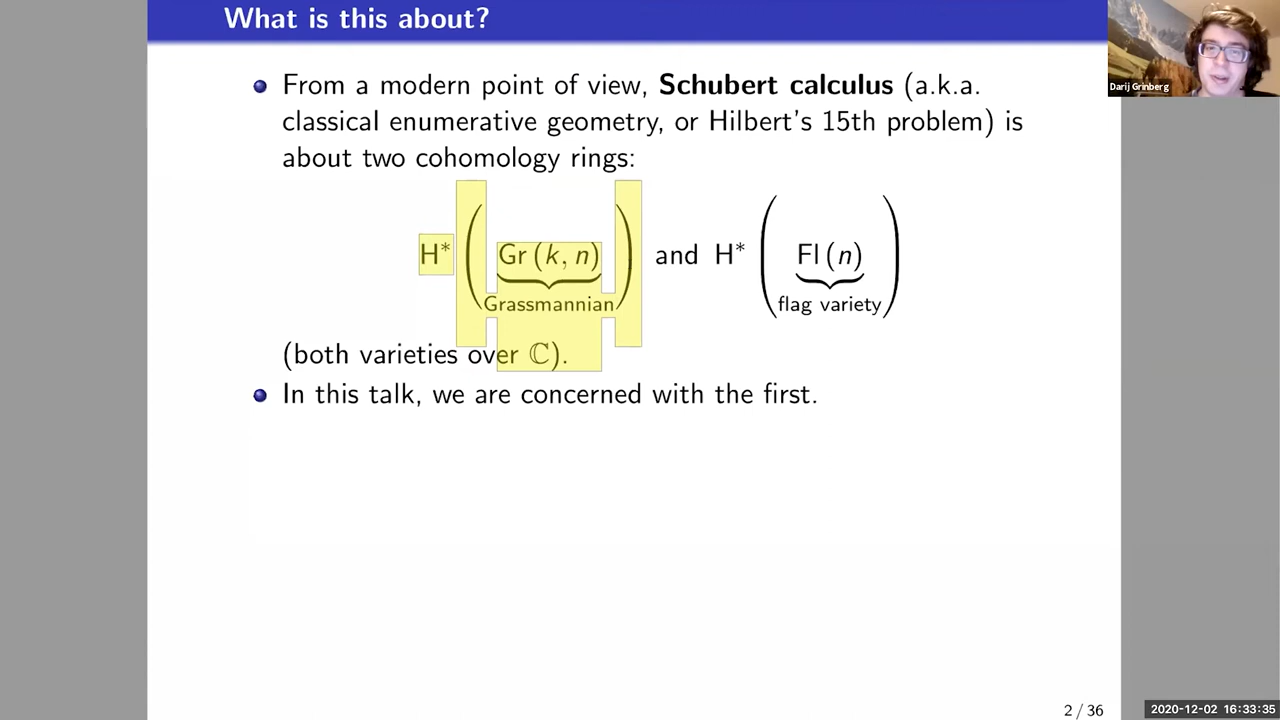 What is this about?
From a modern point of view, Schubert calculus (a.k.a.
classical enumerative geometry, or Hilbert's 15th problem) is
about two cohomology rings:
H* ( Gr (k, n) ) and H* ( Fl (n) )
Grassmannian flag variety
(both varieties over ℂ).
In this talk, we are concerned with the first.
2 / 36
Darij Grinberg
2020-12-02 16:33:35